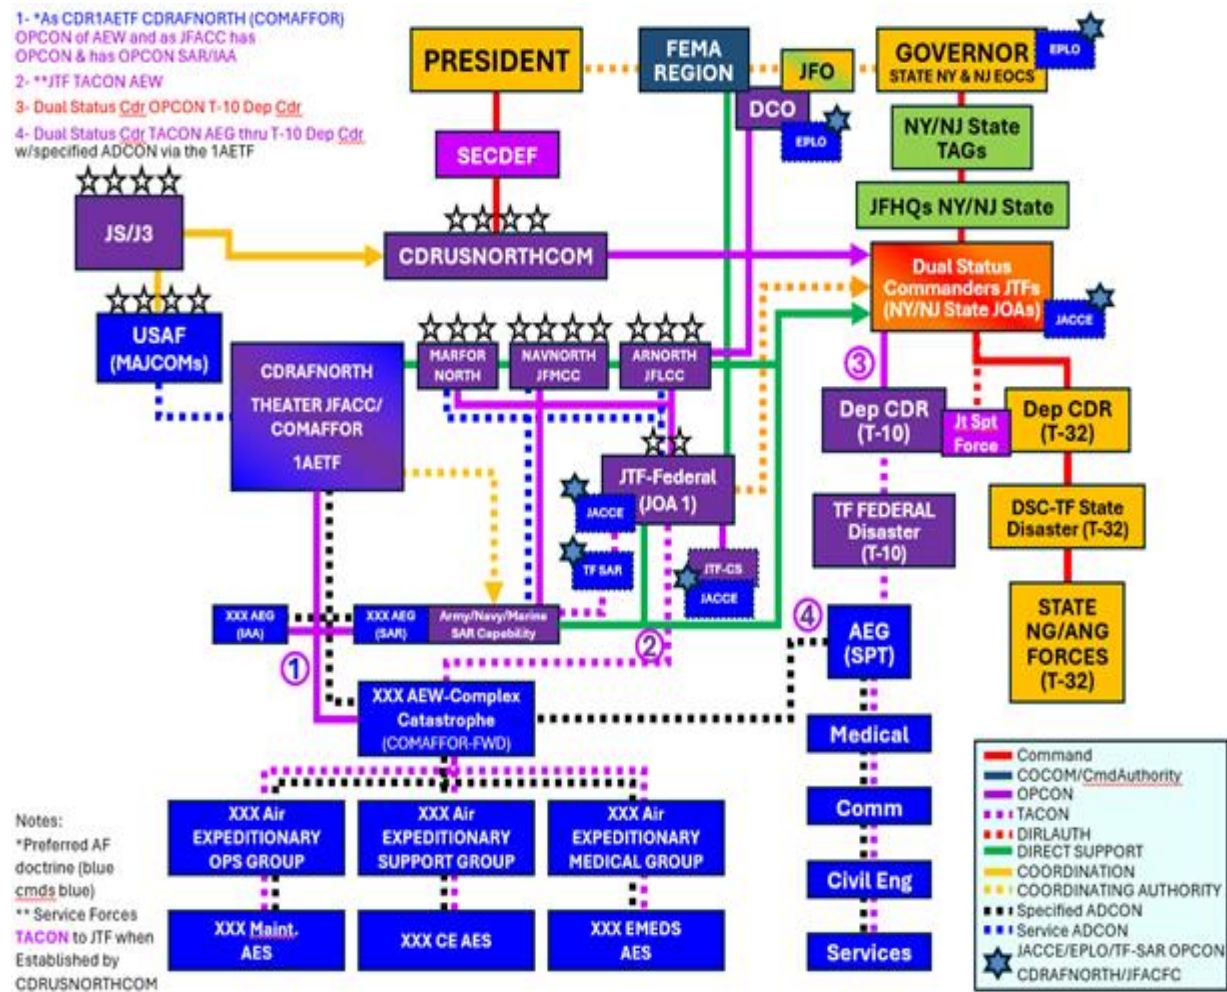 1- *As CDR1AETF CDRAFNORTH (COMAFFOR)
OPCON of AEW and as JFACC has
OPCON & has OPCON SAR/IAA
2- **JTF TACON AEW
3- Dual Status Cdr OPCON T-10 Dep Cdr
4- Dual Status Cdr TACON AEG thru T-10 Dep Cdr
w/specified ADCON via the 1AETF
PRESIDENT
FEMA
REGION
JFO
GOVERNOR
STATE NY & NJ EOCS
EPLO
DCO
EPLO
SECDEF
NY/NJ State
TAGs
JFHQs NY/NJ State
JS/J3
CDRUSNORTHCOM
Dual Status
Commanders JTFs
(NY/NJ State JOAs)
JACCE
USAF
(MAJCOMs)
CDRAFNORTH
THEATER JFACC/
COMAFFOR
1AETF
MARFOR
NORTH
NAVNORTH
JFMCC
ARNORTH
JFLCC
3
Dep CDR
(T-10)
Jt Spt
Force
Dep CDR
(T-32)
JTF-Federal
(JOA 1)
JACCE
TF SAR
JTF-CS
JACCE
TF FEDERAL
Disaster
(T-10)
DSC-TF State
Disaster (T-32)
XXX AEG
(IAA)
XXX AEG
(SAR)
Army/Navy/Marine
SAR Capability
1
2
4
AEG
(SPT)
STATE
NG/ANG
FORCES
(T-32)
XXX AEW-Complex
Catastrophe
(COMAFFOR-FWD)
Medical
Comm
Civil Eng
Services
XXX Air
EXPEDITIONARY
OPS GROUP
XXX Air
EXPEDITIONARY
SUPPORT GROUP
XXX Air
EXPEDITIONARY
MEDICAL GROUP
XXX Maint.
AES
XXX CE AES
XXX EMEDS
AES
Notes:
*Preferred AF
doctrine (blue
cmds blue)
** Service Forces
TACON to JTF when
Established by
CDRUSNORTHCOM
Command
COCOM/CmdAuthority
OPCON
TACON
DIRLAUTH
DIRECT SUPPORT
COORDINATION
COORDINATING AUTHORITY
Specified ADCON
Service ADCON
JACCE/EPLO/TF-SAR OPCON
CDRAFNORTH/JFACFC